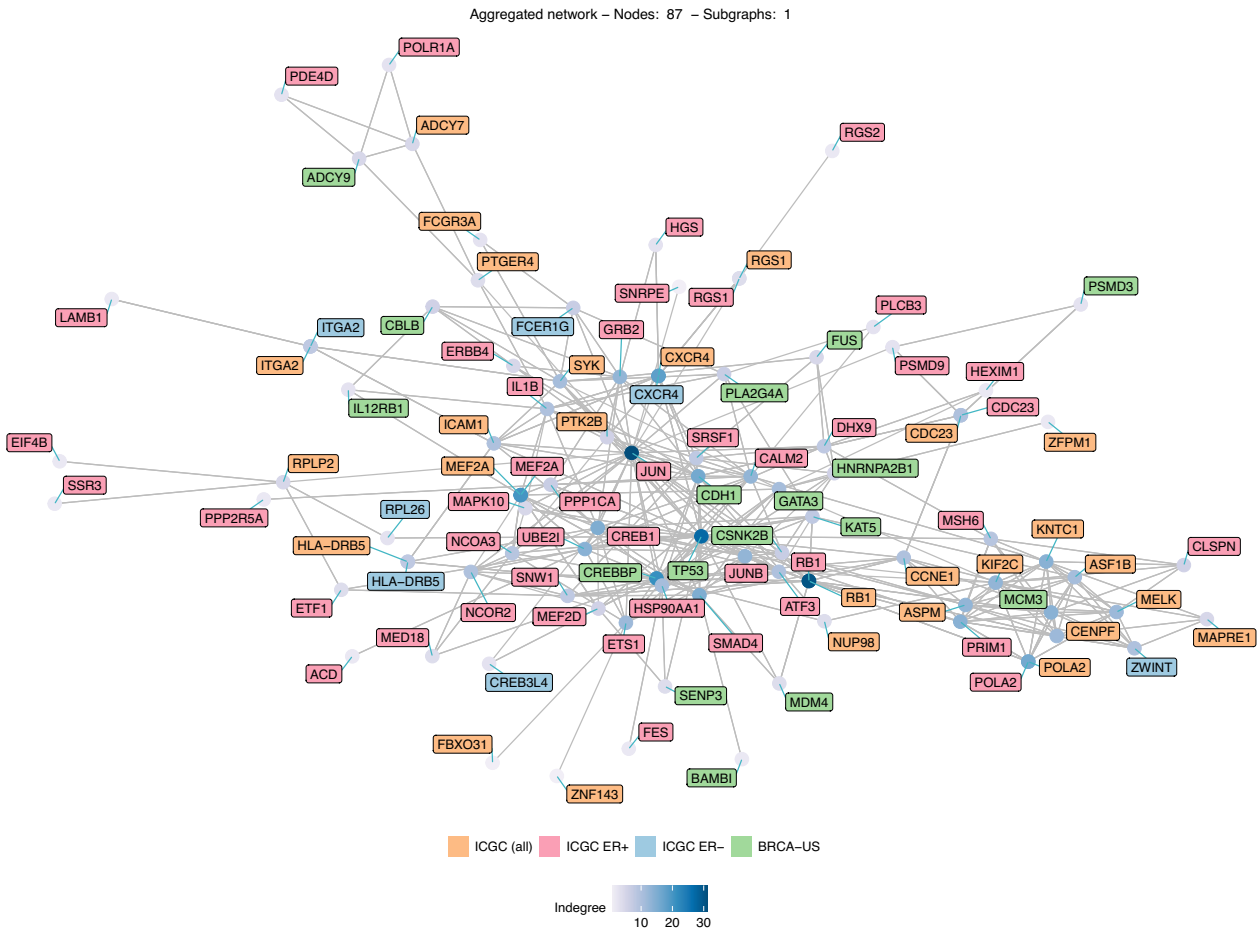 Aggregated network − Nodes: 87 − Subgraphs: 1
POLR1A
PDE4D
ADCY7
RGS2
ADCY9
FCGR3A
HGS
PTGER4
RGS1
SNRPE
RGS1
PSMD3
PLCB3
LAMB1
ITGA2
CBLB
FCER1G
GRB2
FUS
ERBB4
CXCR4
ITGA2
SYK
PSMD9
HEXIM1
IL1B
CXCR4
PLA2G4A
IL12RB1
CDC23
ICAM1
PTK2B
DHX9
CDC23
ZFPM1
EIF4B
SRSF1
RPLP2
MEF2A
MEF2A
JUN
CALM2
HNRNPA2B1
SSR3
MAPK10
PPP1CA
CDH1
GATA3
PPP2R5A
RPL26
MSH6
KNTC1
KAT5
NCOA3
UBE2I
CREB1
CSNK2B
HLA−DRB5
CLSPN
HLA−DRB5
SNW1
CREBBP
TP53
JUNB
RB1
CCNE1
KIF2C
ASF1B
ETF1
NCOR2
MEF2D
HSP90AA1
ATF3
RB1
ASPM
MCM3
MELK
MED18
ETS1
SMAD4
NUP98
PRIM1
CENPF
MAPRE1
ACD
CREB3L4
SENP3
MDM4
POLA2
POLA2
ZWINT
FBXO31
FES
BAMBI
ZNF143
ICGC (all)
ICGC ER+
ICGC ER−
BRCA−US
Indegree
10
20
30